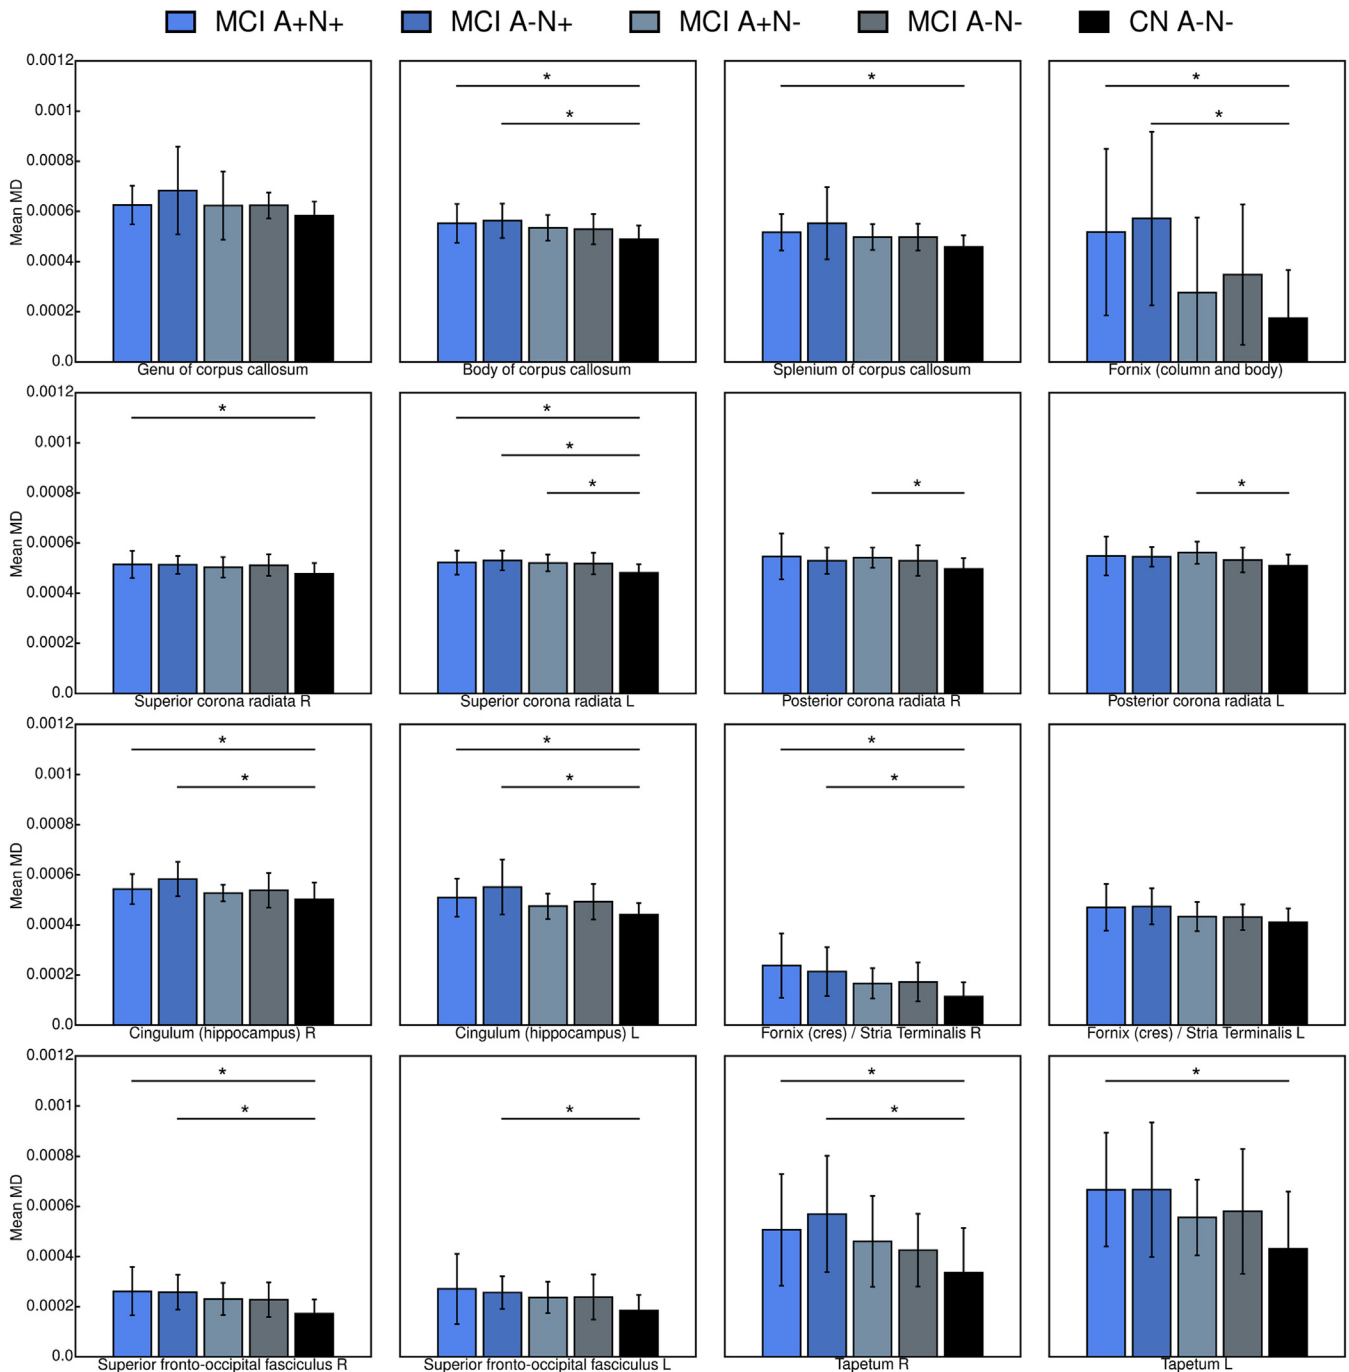 MCI A+N+ MCI A-N+ MCI A+N- MCI A-N- CN A-N-
0.0012
0.001
0.0008
0.0006
0.0004
0.0002
0.0
Mean MD
* * * * *
Genu of corpus callosum Body of corpus callosum Splenium of corpus callosum Fornix (column and body)
0.0012
0.001
0.0008
0.0006
0.0004
0.0002
0.0
Mean MD
* * * * * *
Superior corona radiata R Superior corona radiata L Posterior corona radiata R Posterior corona radiata L
0.0012
0.001
0.0008
0.0006
0.0004
0.0002
0.0
Mean MD
* * * * * *
Cingulum (hippocampus) R Cingulum (hippocampus) L Fornix (cres) / Stria Terminalis R Fornix (cres) / Stria Terminalis L
0.0012
0.001
0.0008
0.0006
0.0004
0.0002
0.0
Mean MD
* * * * * *
Superior fronto-occipital fasciculus R Superior fronto-occipital fasciculus L Tapetum R Tapetum L